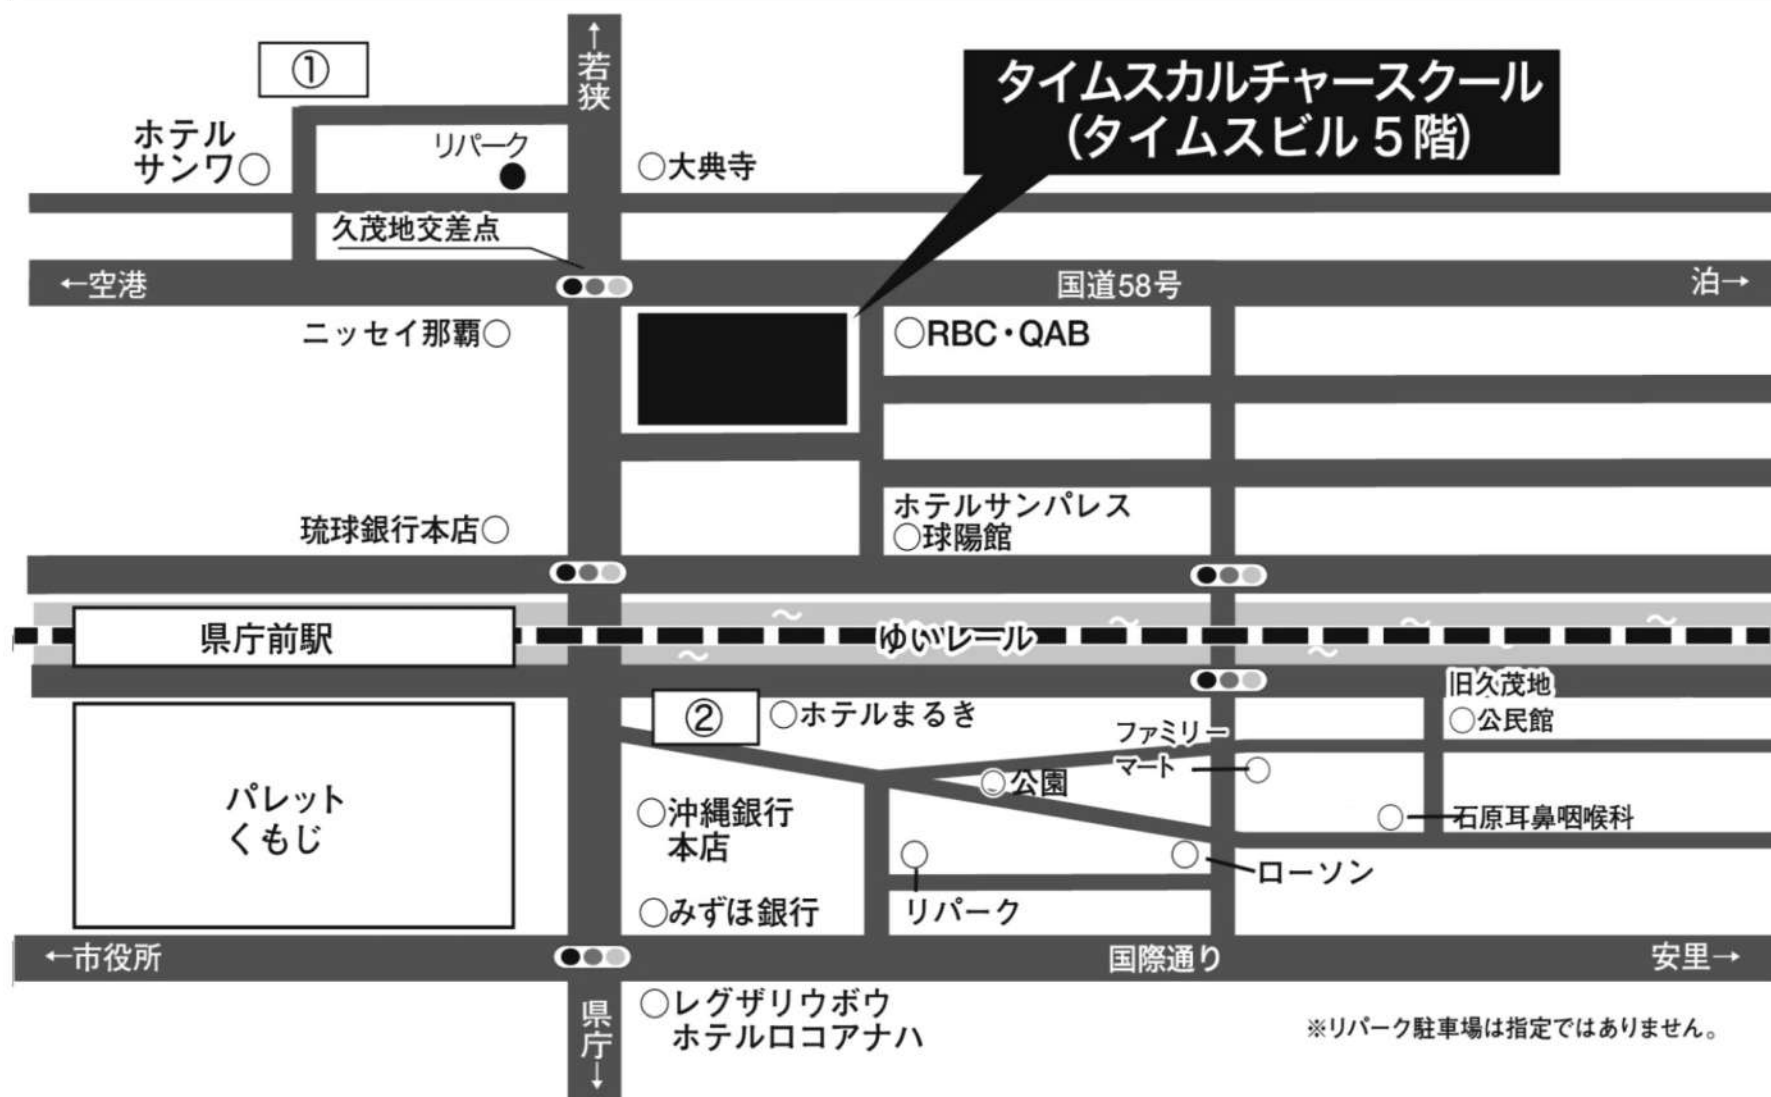 ①
↑若狭
タイムスカルチャースクール
(タイムスビル 5階)
ホテル
サンワ○
リパーク
○大典寺
久茂地交差点
←空港
国道58号
泊→
ニッセイ那覇○
○RBC・QAB
琉球銀行本店○
ホテルサンパレス
○球陽館
県庁前駅
ゆいレール
②
○ホテルまるき
旧久茂地
○公民館
ファミリー
マート
パレット
くもじ
○公園
○沖縄銀行
本店
石原耳鼻咽喉科
ローソン
○みずほ銀行
リパーク
←市役所
国際通り
安里→
県庁↓
○レグザリウボウ
ホテルロコアナハ
※リパーク駐車場は指定ではありません。